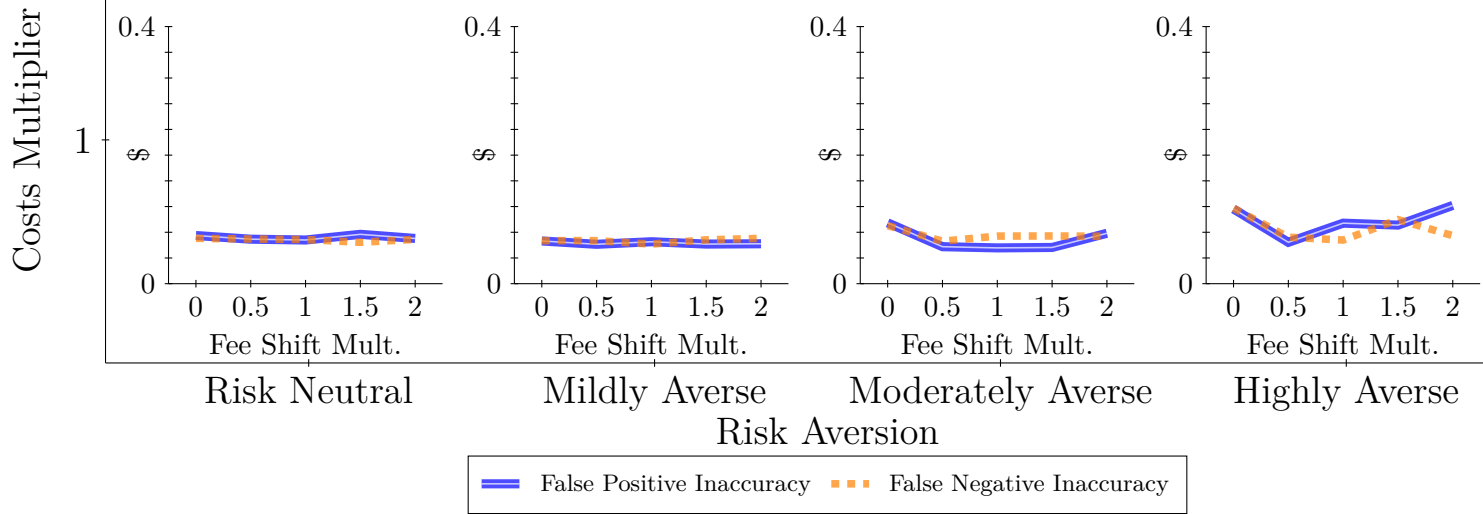 Costs Multiplier
1
0.4
$
0
0 0.5 1 1.5 2
Fee Shift Mult.
0.4
$
0
0 0.5 1 1.5 2
Fee Shift Mult.
0.4
$
0
0 0.5 1 1.5 2
Fee Shift Mult.
0.4
$
0
0 0.5 1 1.5 2
Fee Shift Mult.
Risk Neutral Mildly Averse Moderately Averse Highly Averse
Risk Aversion
False Positive Inaccuracy False Negative Inaccuracy